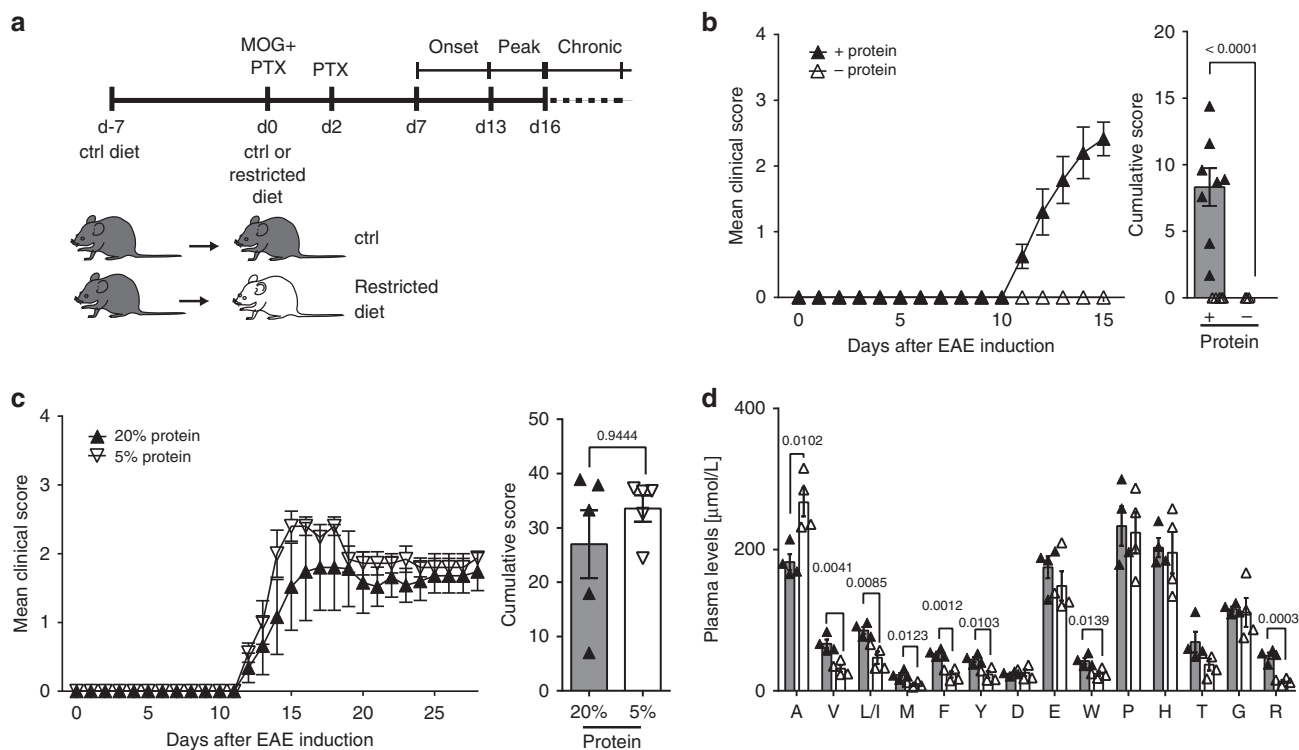 a
MOG+
PTX
PTX
Onset
Peak
Chronic
d-7
d0
d2
d7
d13
d16
ctrl diet
ctrl or
restricted
diet
ctrl
Restricted
diet
b
Mean clinical score
4
3
2
1
0
+ protein
– protein
0
5
10
15
Days after EAE induction
Cumulative score
20
15
10
5
0
< 0.0001
+
–
Protein
c
Mean clinical score
4
3
2
1
0
20% protein
5% protein
0
5
10
15
20
25
Days after EAE induction
Cumulative score
50
40
30
20
10
0
0.9444
20%
5%
Protein
d
Plasma levels [µmol/L]
400
200
0
0.0102
0.0041
0.0085
0.0123
0.0012
0.0103
0.0139
0.0003
A
V
L/I
M
F
Y
D
E
W
P
H
T
G
R